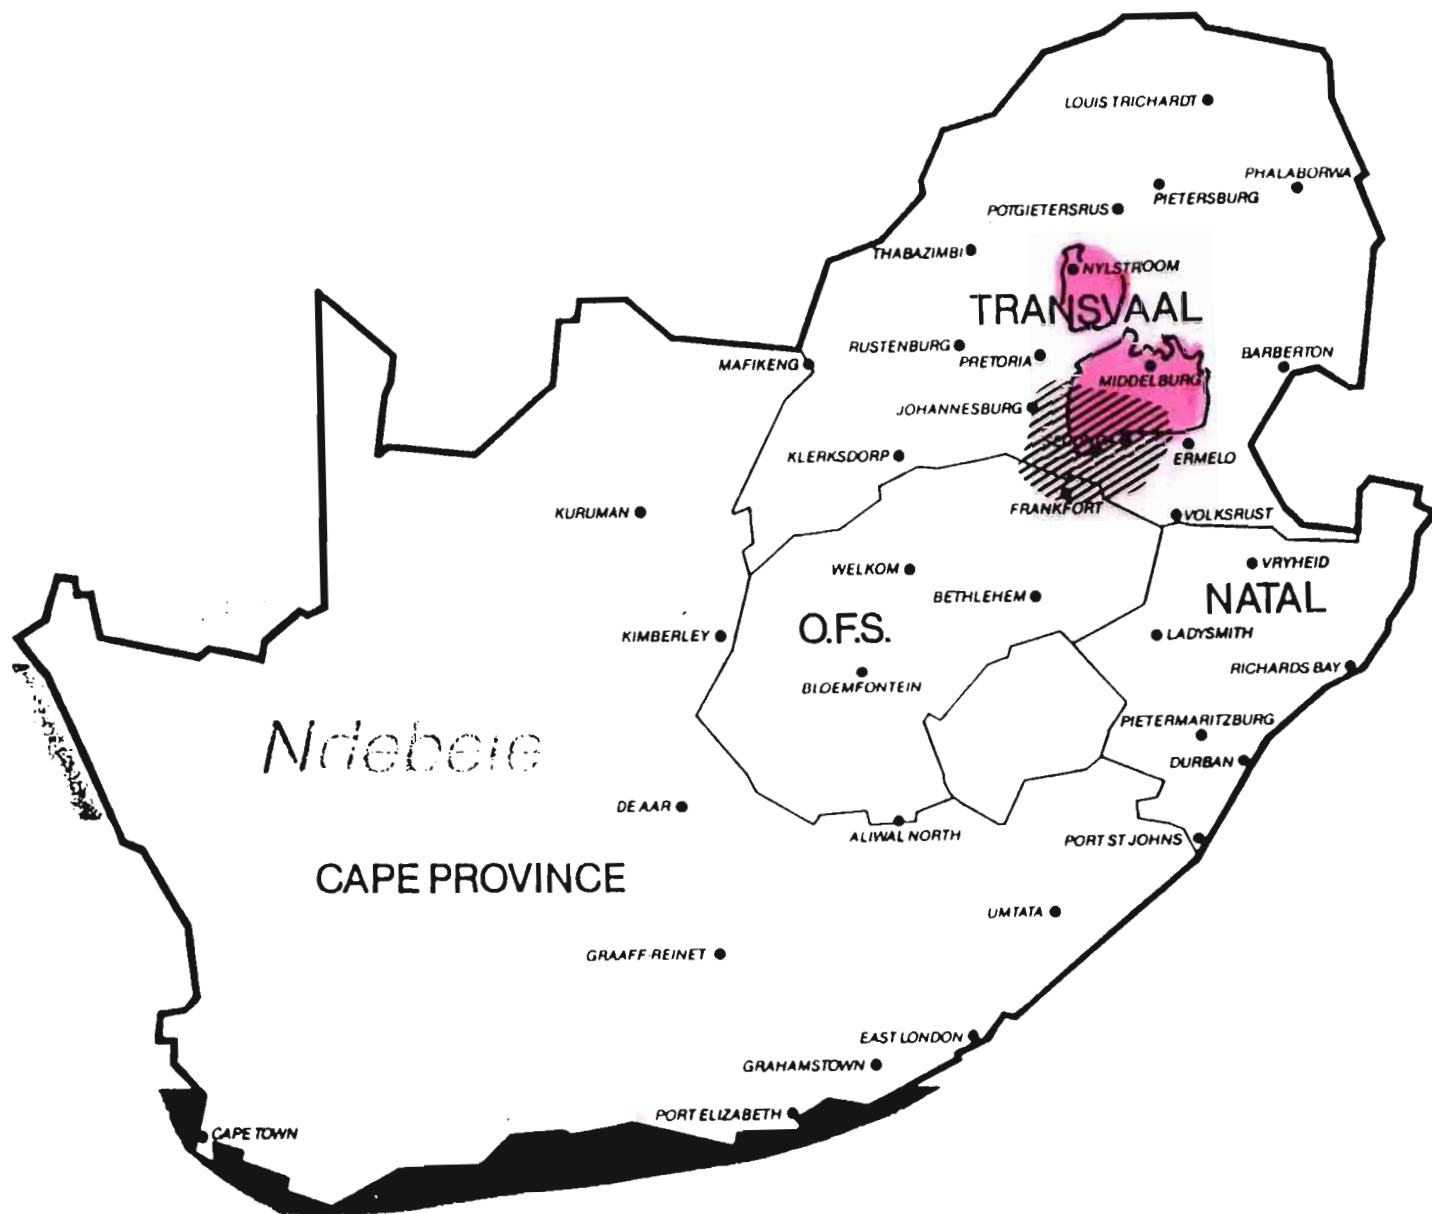 LOUIS TRICHARDT
PHALABORWA
PIETERSBURG
POTGIETERSRUS
THABAZIMBI
NYLSTROOM
TRANSVAAL
RUSTENBURG
PRETORIA
BARBERTON
MAFIKENG
MIDDELBURG
JOHANNESBURG
KLERKSDORP
ERMELO
FRANKFORT
KURUMAN
VOLKSRUST
WELKOM
VRYHEID
BETHLEHEM
NATAL
O.F.S.
KIMBERLEY
LADYSMITH
RICHARDS BAY
BLOEMFONTEIN
PIETERMARITZBURG
Ndebele
DURBAN
DE AAR
ALIWAL NORTH
PORT ST JOHNS
CAPE PROVINCE
UMTATA
GRAAFF-REINET
EAST LONDON
GRAHAMSTOWN
PORT ELIZABETH
CAPE TOWN